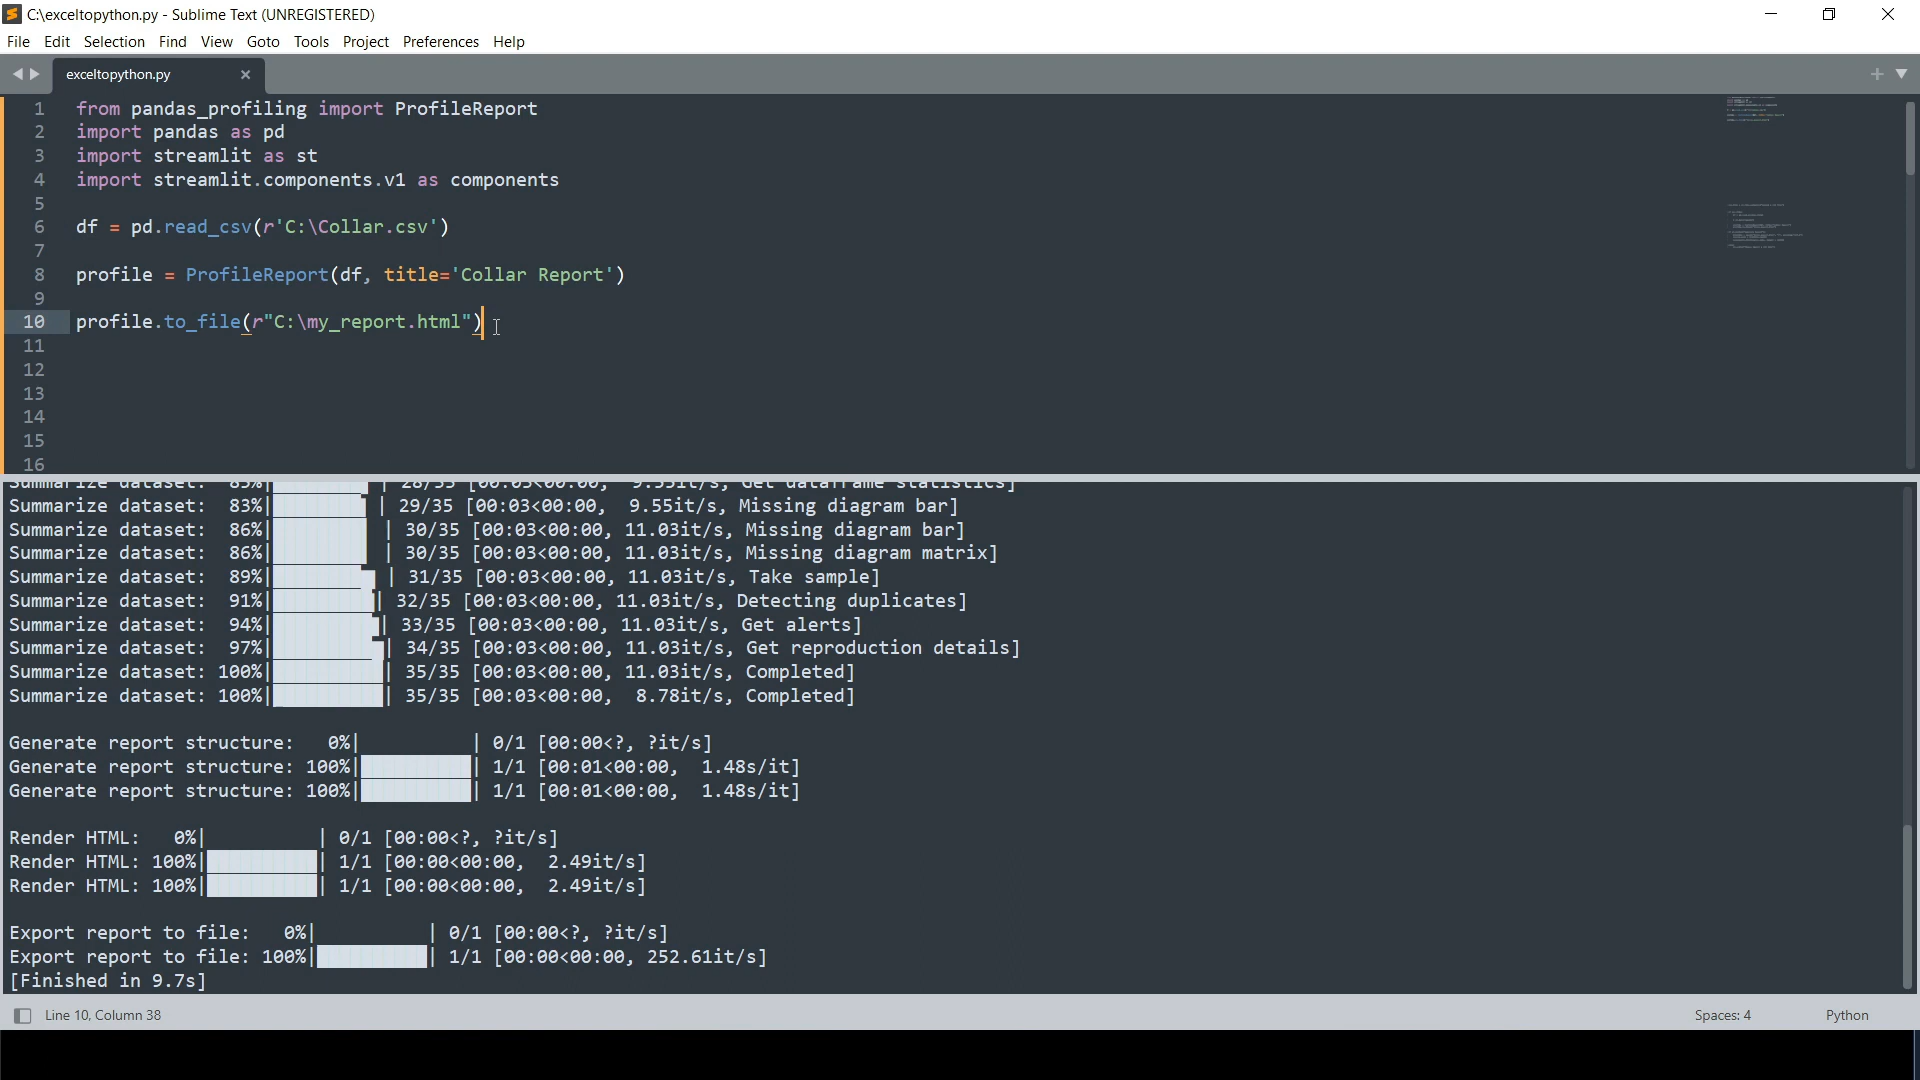 C:\exceltopython.py - Sublime Text (UNREGISTERED)
File Edit Selection Find View Goto Tools Project Preferences Help
exceltopython.py
1 from pandas_profiling import ProfileReport
2 import pandas as pd
3 import streamlit as st
4 import streamlit.components.v1 as components
5
6 df = pd.read_csv(r'C:\Collar.csv')
7
8 profile = ProfileReport(df, title='Collar Report')
9
10 profile.to_file(r"C:\my_report.html")
11
12
13
14
15
16
Summarize dataset: 83%| | 28/35 [00:03<00:00, 9.55it/s, Get dataframe statistics]
Summarize dataset: 83%| | 29/35 [00:03<00:00, 9.55it/s, Missing diagram bar]
Summarize dataset: 86%| | 30/35 [00:03<00:00, 11.03it/s, Missing diagram bar]
Summarize dataset: 86%| | 30/35 [00:03<00:00, 11.03it/s, Missing diagram matrix]
Summarize dataset: 89%| | 31/35 [00:03<00:00, 11.03it/s, Take sample]
Summarize dataset: 91%| | 32/35 [00:03<00:00, 11.03it/s, Detecting duplicates]
Summarize dataset: 94%| | 33/35 [00:03<00:00, 11.03it/s, Get alerts]
Summarize dataset: 97%| | 34/35 [00:03<00:00, 11.03it/s, Get reproduction details]
Summarize dataset: 100%| | 35/35 [00:03<00:00, 11.03it/s, Completed]
Summarize dataset: 100%| | 35/35 [00:03<00:00, 8.78it/s, Completed]
Generate report structure: 0%| | 0/1 [00:00<?, ?it/s]
Generate report structure: 100%| | 1/1 [00:01<00:00, 1.48s/it]
Generate report structure: 100%| | 1/1 [00:01<00:00, 1.48s/it]
Render HTML: 0%| | 0/1 [00:00<?, ?it/s]
Render HTML: 100%| | 1/1 [00:00<00:00, 2.49it/s]
Render HTML: 100%| | 1/1 [00:00<00:00, 2.49it/s]
Export report to file: 0%| | 0/1 [00:00<?, ?it/s]
Export report to file: 100%| | 1/1 [00:00<00:00, 252.61it/s]
[Finished in 9.7s]
Line 10, Column 38 Spaces: 4 Python